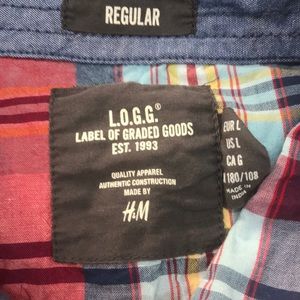 REGULAR
L.O.G.G.®
LABEL OF GRADED GOODS
EST. 1993
QUALITY APPAREL
AUTHENTIC CONSTRUCTION
MADE BY
H&M
EUR L
US L
CA G
180/108
MADE IN
INDIA